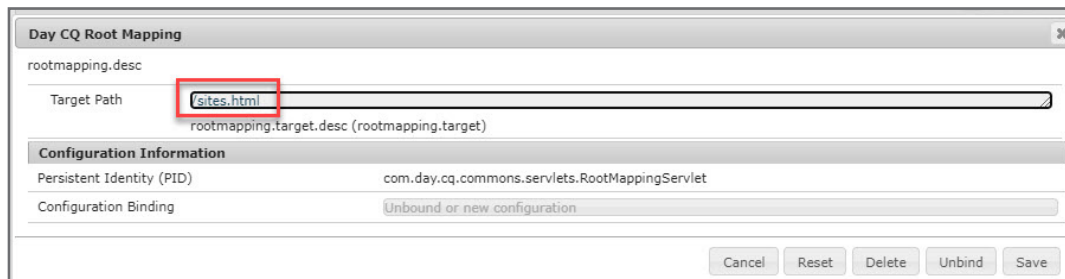 Day CQ Root Mapping
rootmapping.desc
Target Path /sites.html
rootmapping.target.desc (rootmapping.target)
Configuration Information
Persistent Identity (PID) com.day.cq.commons.servlets.RootMappingServlet
Configuration Binding Unbound or new configuration
Cancel Reset Delete Unbind Save